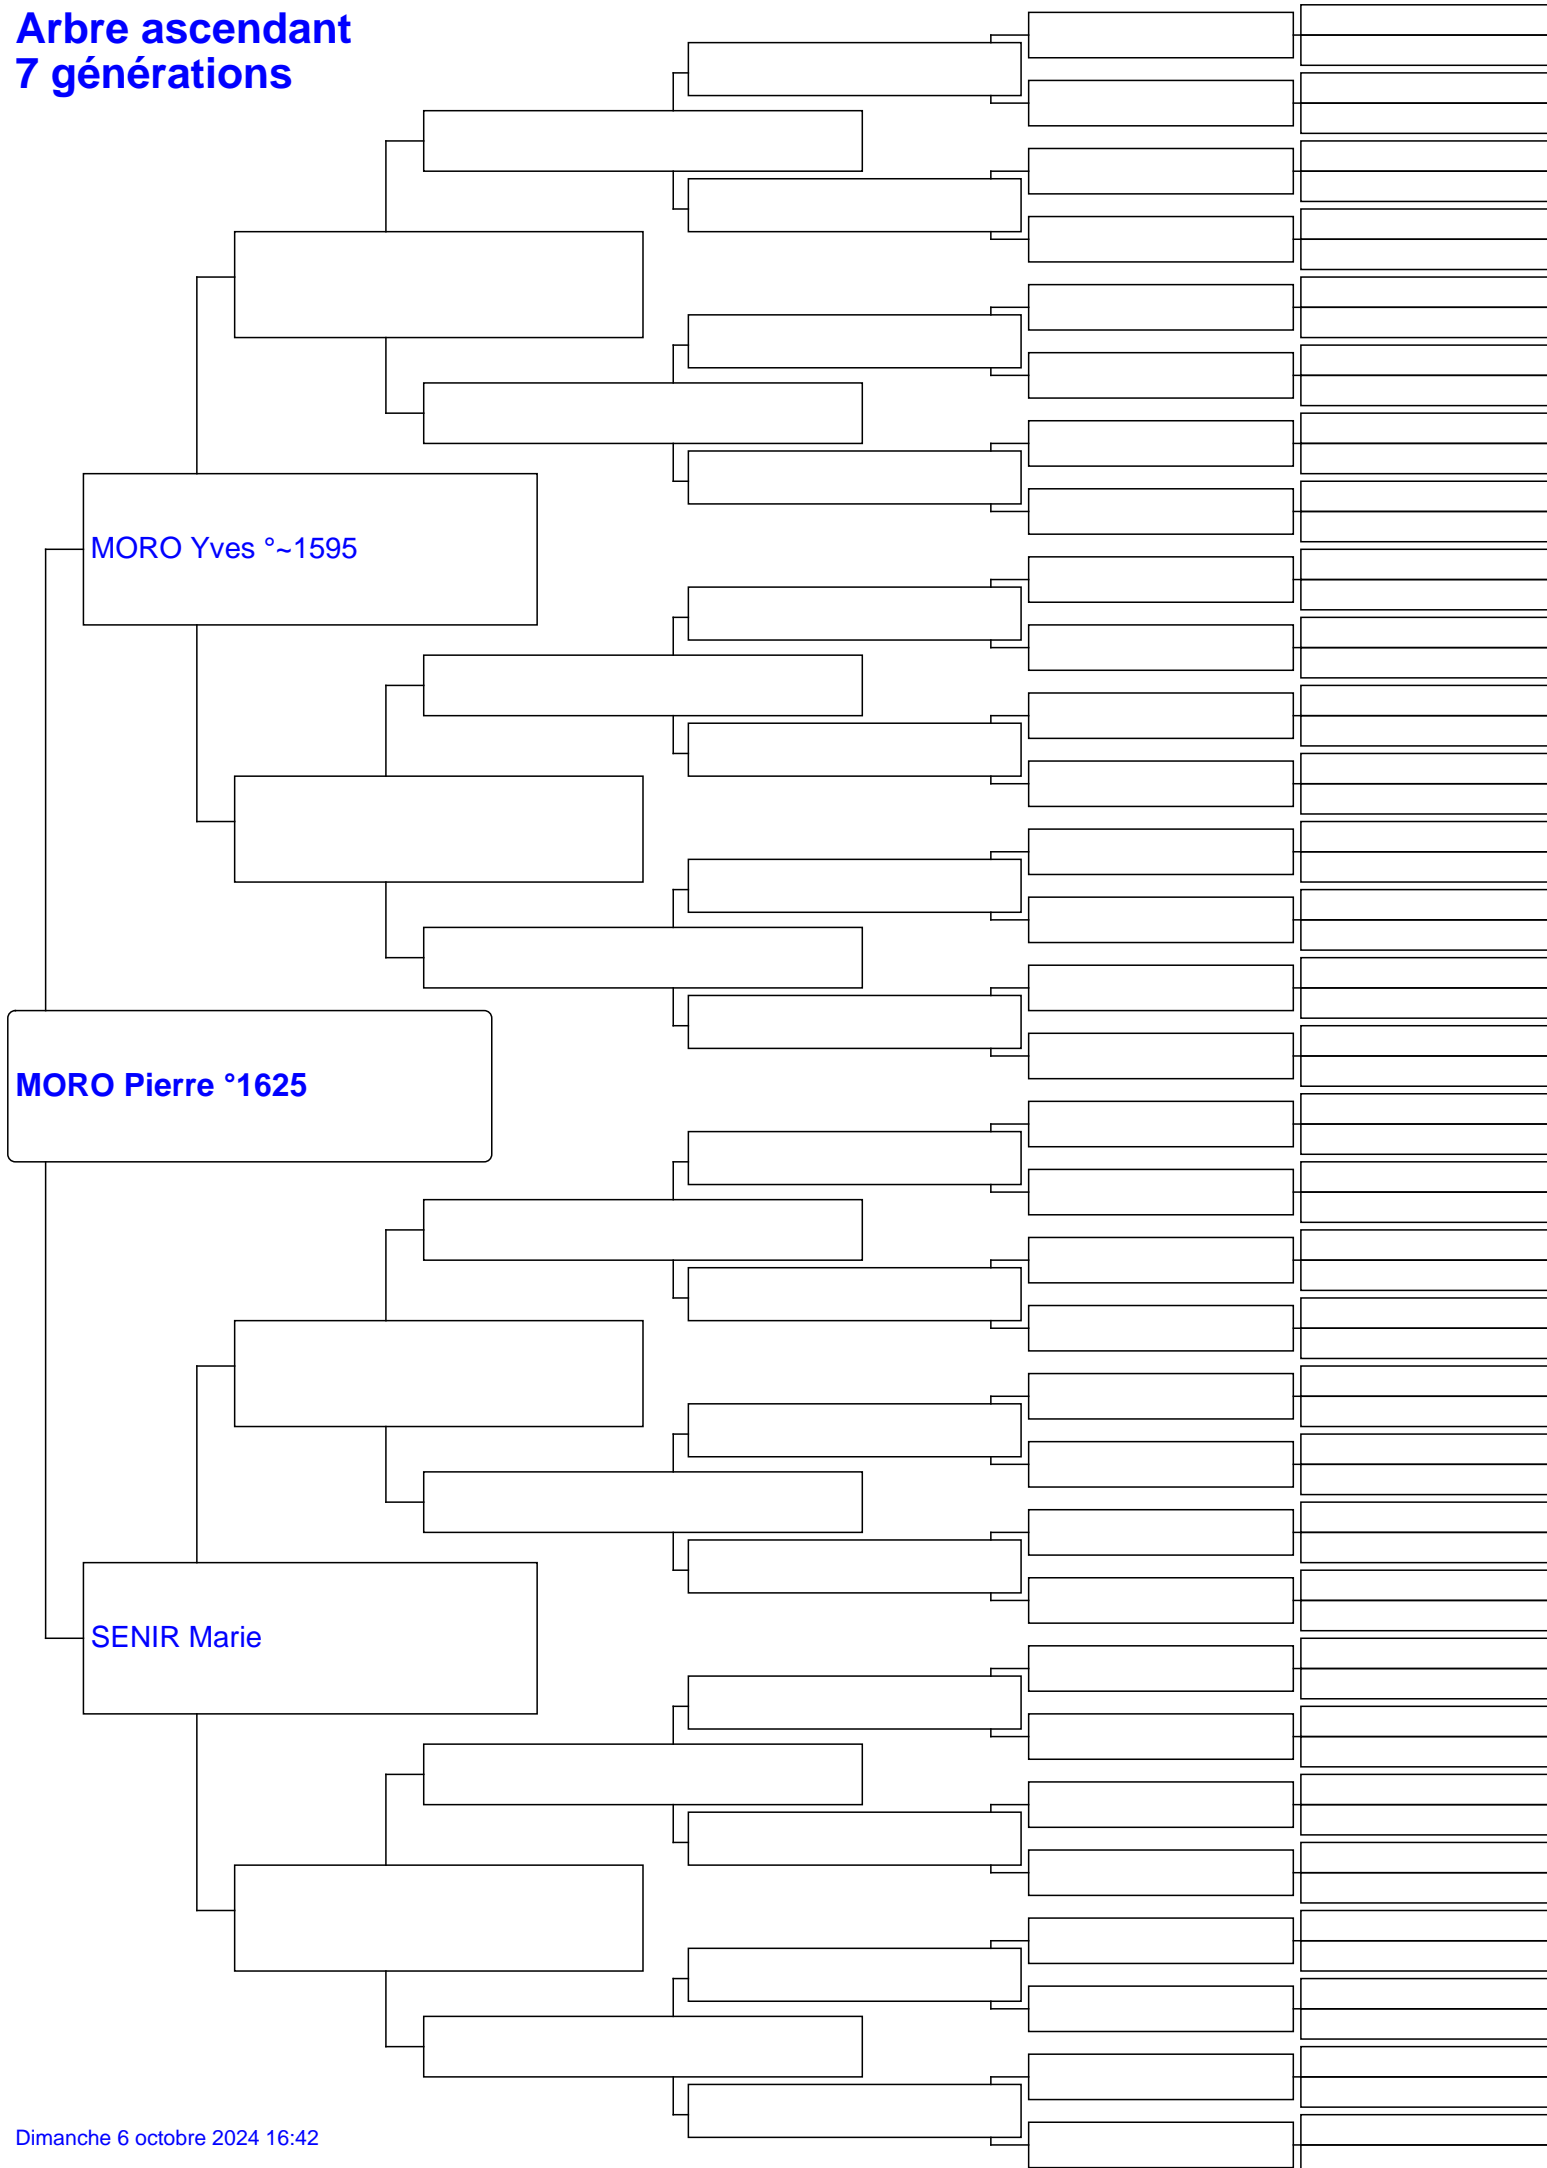 Arbre ascendant
7 générations
MORO Yves °~1595
MORO Pierre °1625
SENIR Marie
Dimanche 6 octobre 2024 16:42